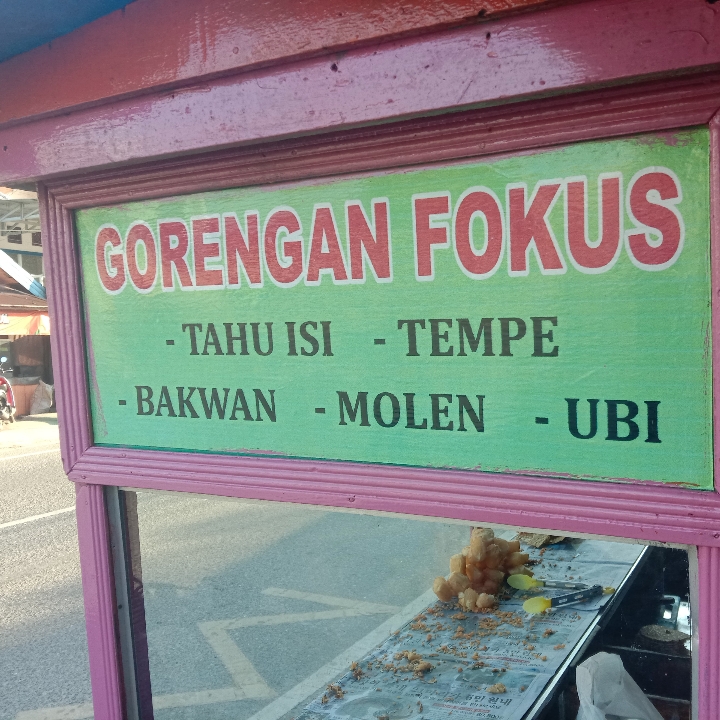 GORENGAN FOKUS
- TAHU ISI - TEMPE
- BAKWAN - MOLEN - UBI